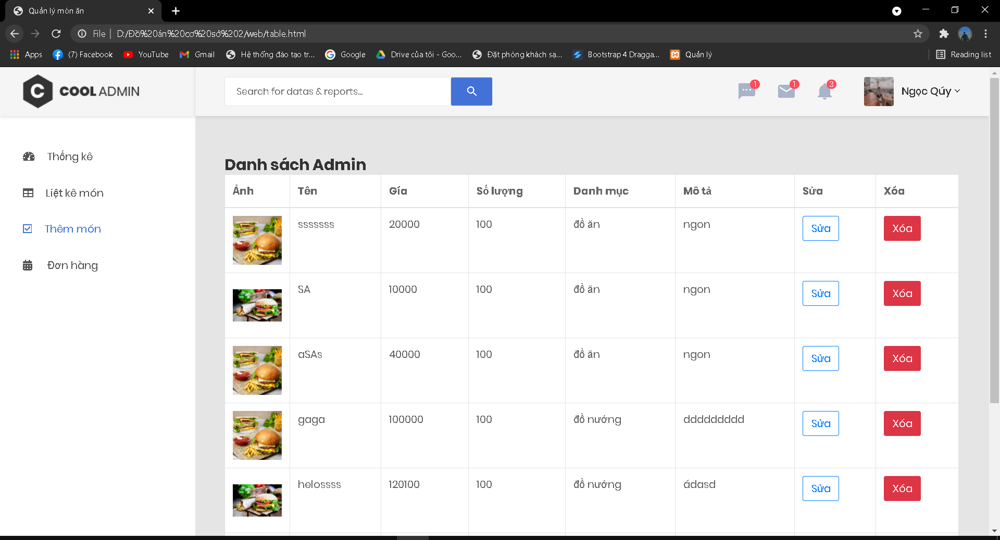 Quản lý món ăn
File | D:/Đồ%20án%20cơ%20sở%202/web/table.html
Apps (7) Facebook YouTube Gmail Hệ thống đào tạo tr... Google Drive của tôi - Goo... Đặt phòng khách sạ... Bootstrap 4 Dragga... Quản lý Reading list
C COOL ADMIN Search for datas & reports... 1 1 3 Ngọc Qúy
Thống kê
Liệt kê món
Thêm món
Đơn hàng
Danh sách Admin
Ảnh Tên Gía Số lượng Danh mục Mô tả Sửa Xóa
sssssss 20000 100 đồ ăn ngon Sửa Xóa
SA 10000 100 đồ ăn ngon Sửa Xóa
aSAs 40000 100 đồ ăn ngon Sửa Xóa
gaga 100000 100 đồ nướng ddddddddd Sửa Xóa
helossss 120100 100 đồ nướng ádasd Sửa Xóa